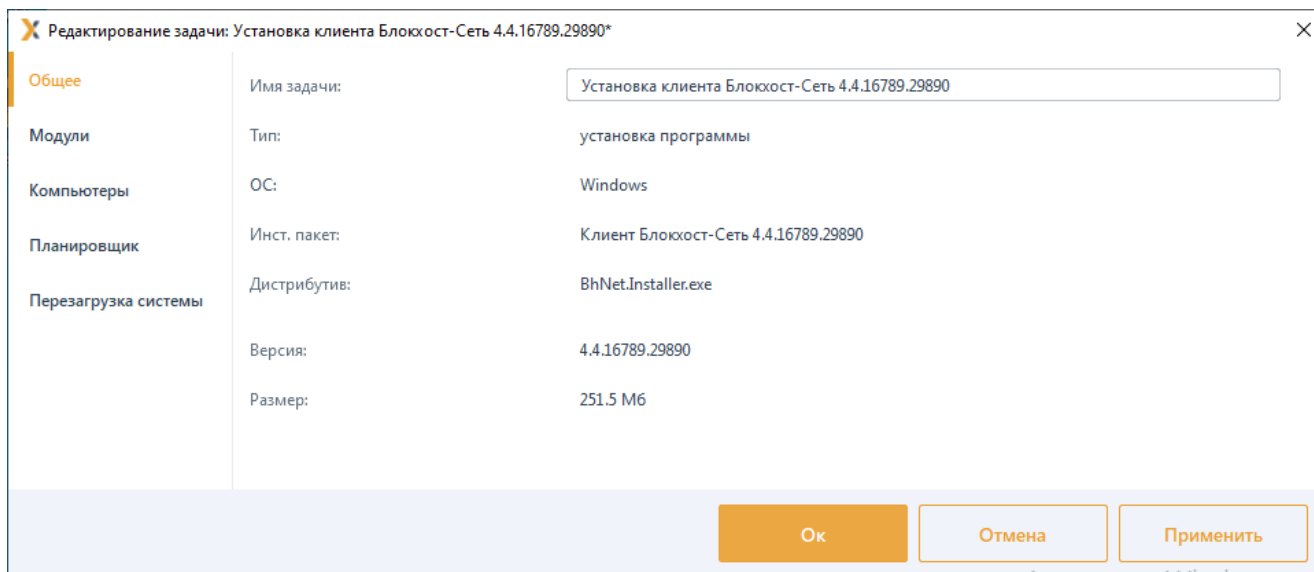 Редактирование задачи: Установка клиента Блокхост-Сеть 4.4.16789.29890*
Общее
Имя задачи: Установка клиента Блокхост-Сеть 4.4.16789.29890
Модули
Тип: установка программы
Компьютеры
ОС: Windows
Планировщик
Инст. пакет: Клиент Блокхост-Сеть 4.4.16789.29890
Дистрибутив: BhNet.Installer.exe
Перезагрузка системы
Версия: 4.4.16789.29890
Размер: 251.5 Мб
Ок Отмена Применить